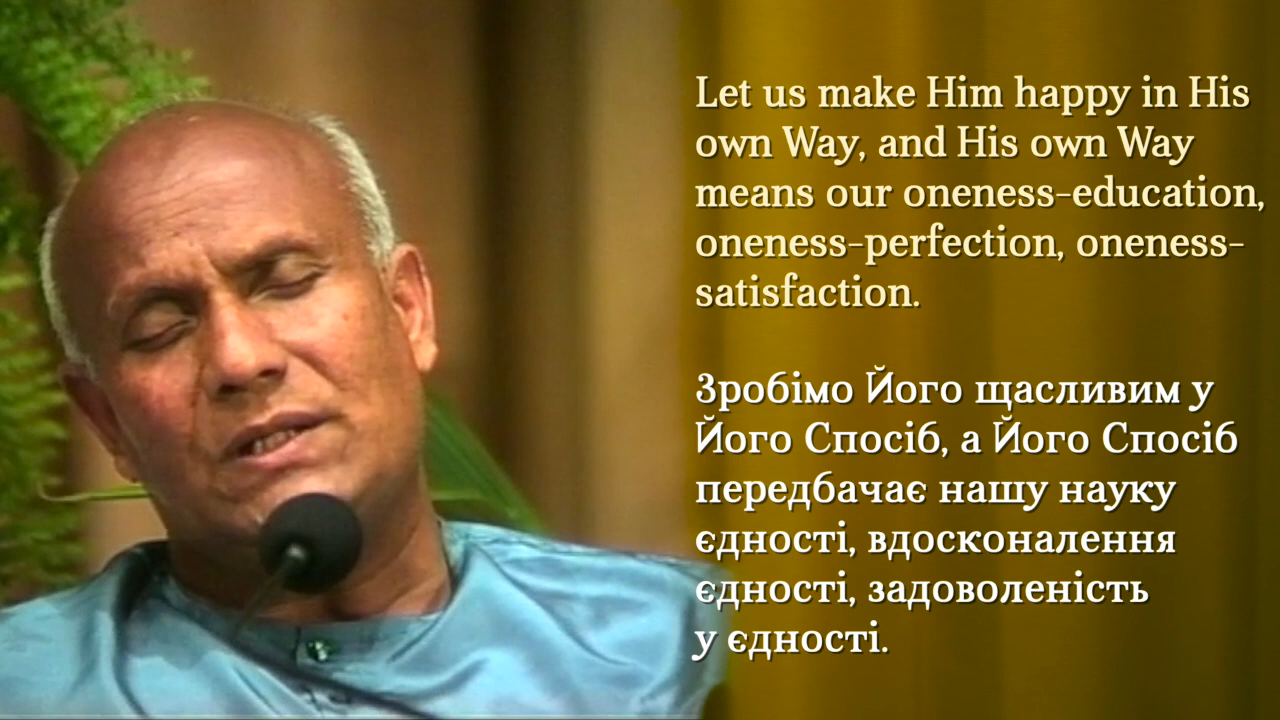 Let us make Him happy in His
own Way, and His own Way
means our oneness-education,
oneness-perfection, oneness-
satisfaction.
Зробімо Його щасливим у
Його Спосіб, а Його Спосіб
передбачає нашу науку
єдності, вдосконалення
єдності, задоволеність
у єдності.